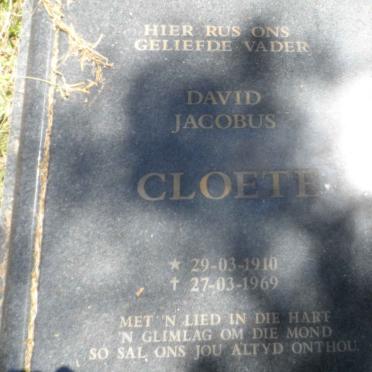 HIER RUS ONS
GELIEFDE VADER
DAVID
JACOBUS
CLOETE
★ 29-03-1910
✝ 27-03-1969
MET 'N LIED IN DIE HART
'N GLIMLAG OM DIE MOND
SO SAL ONS JOU ALTYD ONTHOU